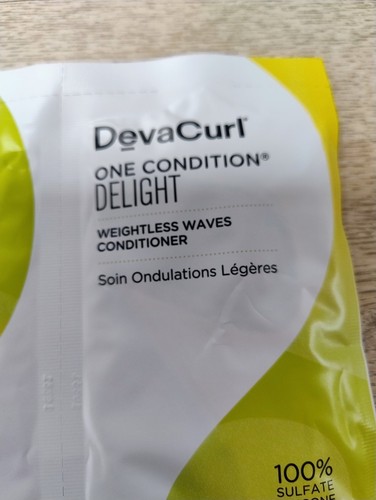 DevaCurl
ONE CONDITION®
DELIGHT
WEIGHTLESS WAVES
CONDITIONER
Soin Ondulations Légères
100%
SULFATE